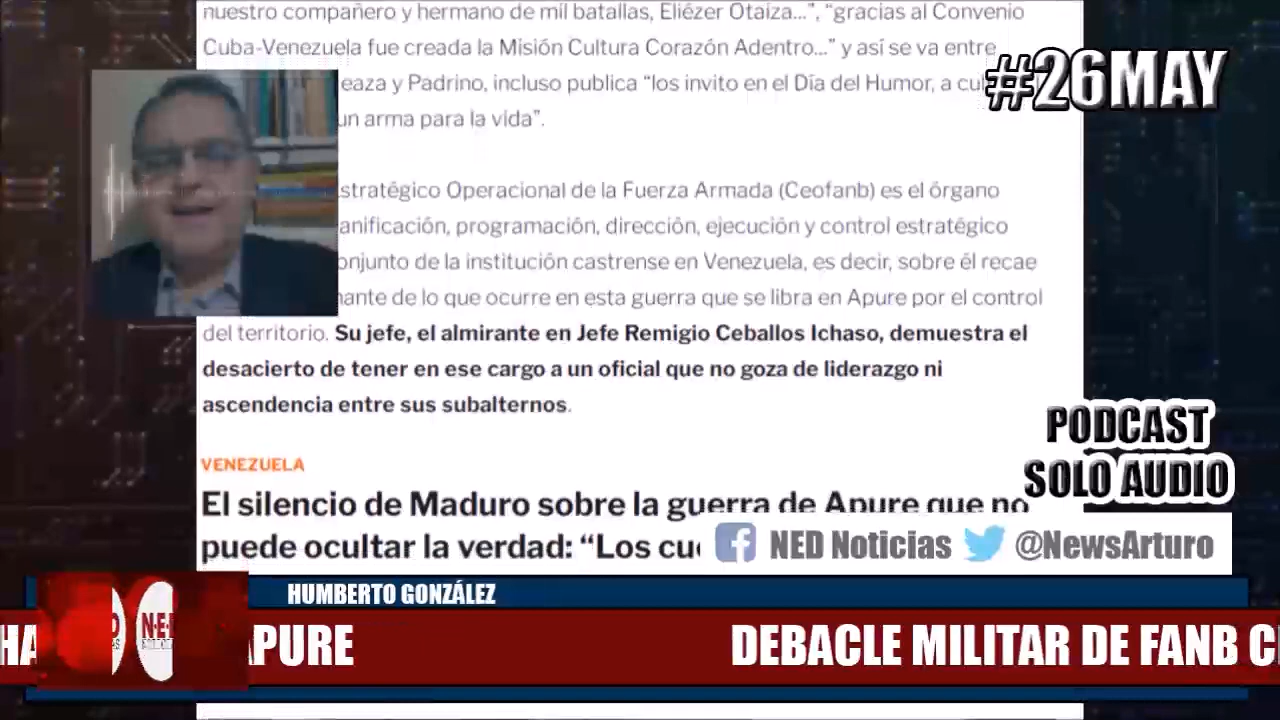 nuestro compañero y hermano de mil batallas, Eliézer Otaiza...”, “gracias al Convenio
Cuba-Venezuela fue creada la Misión Cultura Corazón Adentro...” y así se va entre
#26MAY
eaza y Padrino, incluso publica “los invito en el Día del Humor, a cu
un arma para la vida”.
stratégico Operacional de la Fuerza Armada (Ceofanb) es el órgano
anificación, programación, dirección, ejecución y control estratégico
onjunto de la institución castrense en Venezuela, es decir, sobre él recae
nante de lo que ocurre en esta guerra que se libra en Apure por el control
del territorio. Su jefe, el almirante en Jefe Remigio Ceballos Ichaso, demuestra el
desacierto de tener en ese cargo a un oficial que no goza de liderazgo ni
ascendencia entre sus subalternos.
PODCAST
SOLO AUDIO
VENEZUELA
El silencio de Maduro sobre la guerra de Apure que no
puede ocultar la verdad: “Los cu
NED Noticias @NewsArturo
HUMBERTO GONZÁLEZ
HA APURE DEBACLE MILITAR DE FANB C
N.E.